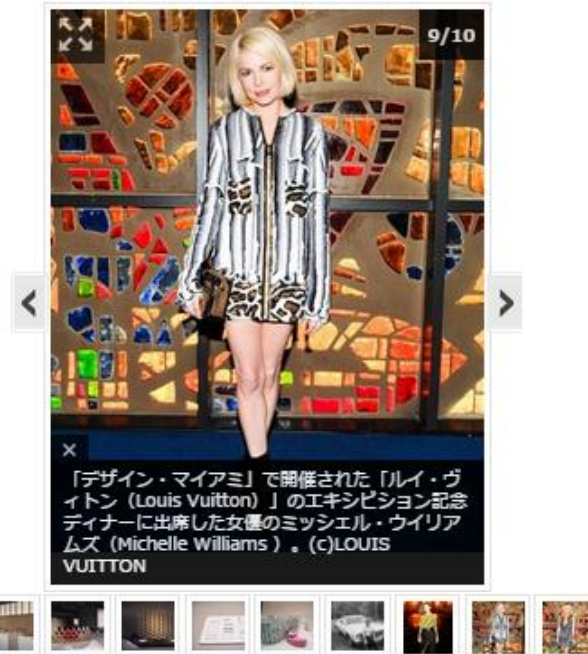 9/10
「デザイン・マイアミ」で開催された「ルイ・ヴ
ィトン（Louis Vuitton）」のエキシビション記念
ディナーに出席した女優のミッシェル・ウイリア
ムズ（Michelle Williams ）。(c)LOUIS
VUITTON